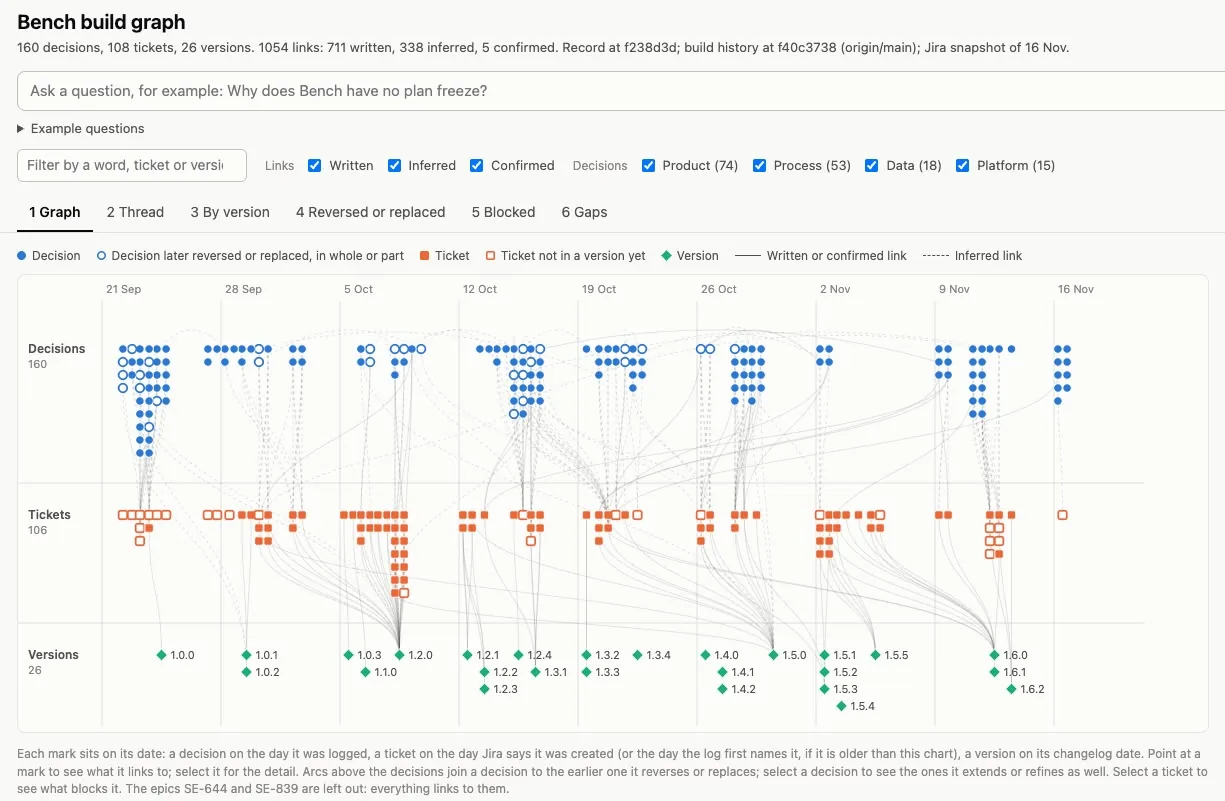 Bench build graph
160 decisions, 108 tickets, 26 versions. 1054 links: 711 written, 338 inferred, 5 confirmed. Record at f238d3d; build history at f40c3738 (origin/main); Jira snapshot of 16 Nov.
Ask a question, for example: Why does Bench have no plan freeze?
Example questions
Filter by a word, ticket or versi Links Written Inferred Confirmed Decisions Product (74) Process (53) Data (18) Platform (15)
1 Graph 2 Thread 3 By version 4 Reversed or replaced 5 Blocked 6 Gaps
Decision Decision later reversed or replaced, in whole or part Ticket Ticket not in a version yet Version Written or confirmed link Inferred link
21 Sep 28 Sep 5 Oct 12 Oct 19 Oct 26 Oct 2 Nov 9 Nov 16 Nov
Decisions
160
Tickets
106
Versions
26
1.0.0 1.0.1 1.0.3 1.2.0 1.2.1 1.2.4 1.3.2 1.3.4 1.4.0 1.5.0 1.5.1 1.5.5 1.6.0
1.0.2 1.1.0 1.2.2 1.3.1 1.3.3 1.4.1 1.5.2 1.6.1
1.2.3 1.4.2 1.5.3 1.6.2
1.5.4
Each mark sits on its date: a decision on the day it was logged, a ticket on the day Jira says it was created (or the day the log first names it, if it is older than this chart), a version on its changelog date. Point at a
mark to see what it links to; select it for the detail. Arcs above the decisions join a decision to the earlier one it reverses or replaces; select a decision to see the ones it extends or refines as well. Select a ticket to
see what blocks it. The epics SE-644 and SE-839 are left out: everything links to them.